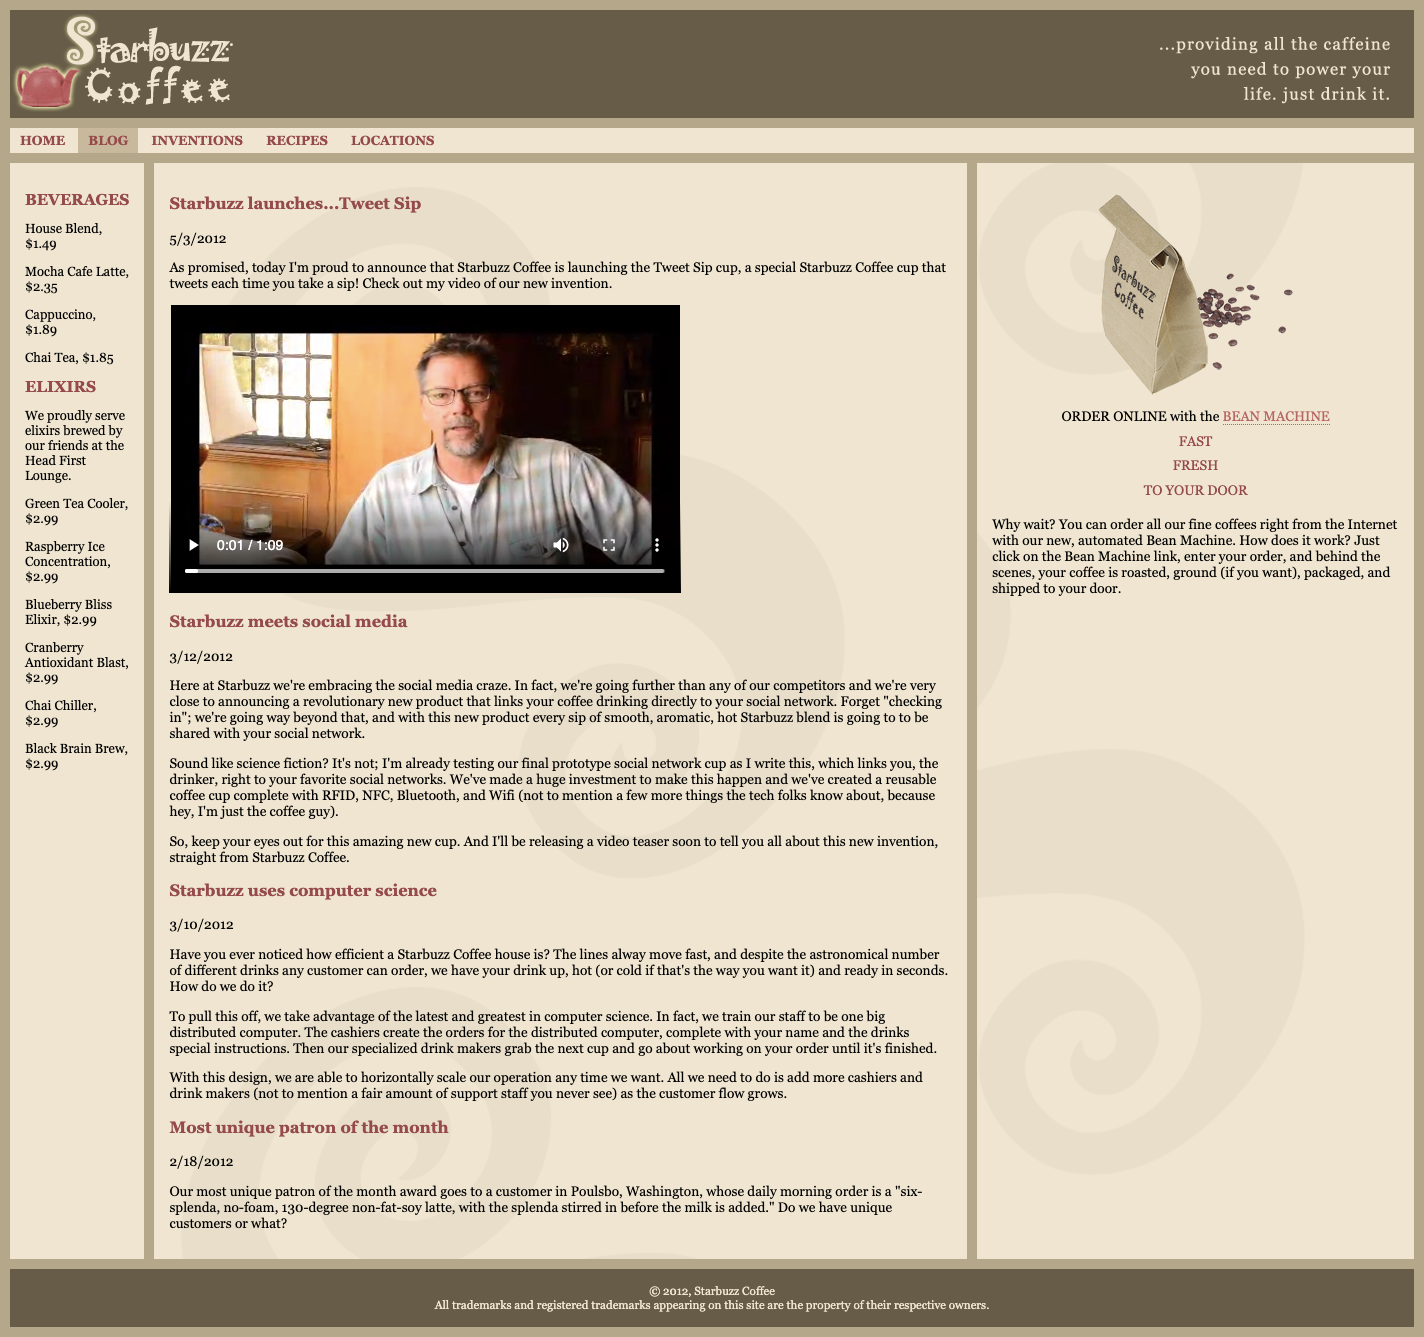 Starbuzz
Coffee
...providing all the caffeine
you need to power your
life. just drink it.
HOME BLOG INVENTIONS RECIPES LOCATIONS
BEVERAGES
House Blend,
$1.49
Mocha Cafe Latte,
$2.35
Cappuccino,
$1.89
Chai Tea, $1.85
ELIXIRS
We proudly serve
elixirs brewed by
our friends at the
Head First
Lounge.
Green Tea Cooler,
$2.99
Raspberry Ice
Concentration,
$2.99
Blueberry Bliss
Elixir, $2.99
Cranberry
Antioxidant Blast,
$2.99
Chai Chiller,
$2.99
Black Brain Brew,
$2.99
Starbuzz launches...Tweet Sip
5/3/2012
As promised, today I'm proud to announce that Starbuzz Coffee is launching the Tweet Sip cup, a special Starbuzz Coffee cup that
tweets each time you take a sip! Check out my video of our new invention.
0:01 / 1:09
Starbuzz meets social media
3/12/2012
Here at Starbuzz we're embracing the social media craze. In fact, we're going further than any of our competitors and we're very
close to announcing a revolutionary new product that links your coffee drinking directly to your social network. Forget "checking
in"; we're going way beyond that, and with this new product every sip of smooth, aromatic, hot Starbuzz blend is going to to be
shared with your social network.
Sound like science fiction? It's not; I'm already testing our final prototype social network cup as I write this, which links you, the
drinker, right to your favorite social networks. We've made a huge investment to make this happen and we've created a reusable
coffee cup complete with RFID, NFC, Bluetooth, and Wifi (not to mention a few more things the tech folks know about, because
hey, I'm just the coffee guy).
So, keep your eyes out for this amazing new cup. And I'll be releasing a video teaser soon to tell you all about this new invention,
straight from Starbuzz Coffee.
Starbuzz uses computer science
3/10/2012
Have you ever noticed how efficient a Starbuzz Coffee house is? The lines alway move fast, and despite the astronomical number
of different drinks any customer can order, we have your drink up, hot (or cold if that's the way you want it) and ready in seconds.
How do we do it?
To pull this off, we take advantage of the latest and greatest in computer science. In fact, we train our staff to be one big
distributed computer. The cashiers create the orders for the distributed computer, complete with your name and the drinks
special instructions. Then our specialized drink makers grab the next cup and go about working on your order until it's finished.
With this design, we are able to horizontally scale our operation any time we want. All we need to do is add more cashiers and
drink makers (not to mention a fair amount of support staff you never see) as the customer flow grows.
Most unique patron of the month
2/18/2012
Our most unique patron of the month award goes to a customer in Poulsbo, Washington, whose daily morning order is a "six-
splenda, no-foam, 130-degree non-fat-soy latte, with the splenda stirred in before the milk is added." Do we have unique
customers or what?
Starbuzz
Coffee
ORDER ONLINE with the BEAN MACHINE
FAST
FRESH
TO YOUR DOOR
Why wait? You can order all our fine coffees right from the Internet
with our new, automated Bean Machine. How does it work? Just
click on the Bean Machine link, enter your order, and behind the
scenes, your coffee is roasted, ground (if you want), packaged, and
shipped to your door.
© 2012, Starbuzz Coffee
All trademarks and registered trademarks appearing on this site are the property of their respective owners.